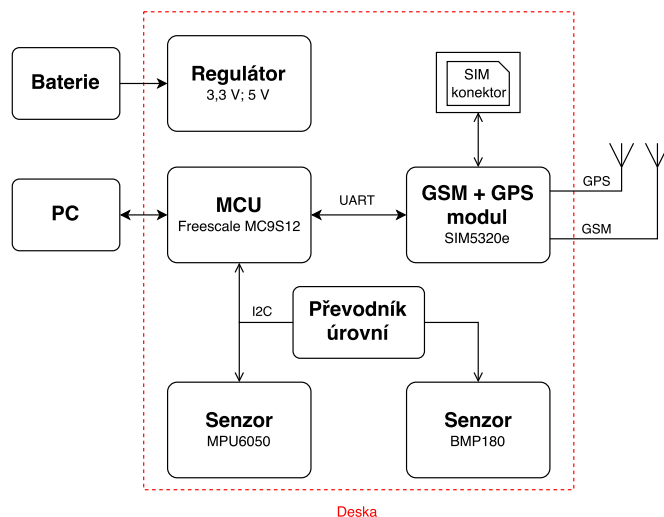 Baterie
Regulátor
3,3 V; 5 V
SIM
konektor
PC
MCU
Freescale MC9S12
UART
GSM + GPS
modul
SIM5320e
GPS
GSM
I2C
Převodník
úrovní
Senzor
MPU6050
Senzor
BMP180
Deska